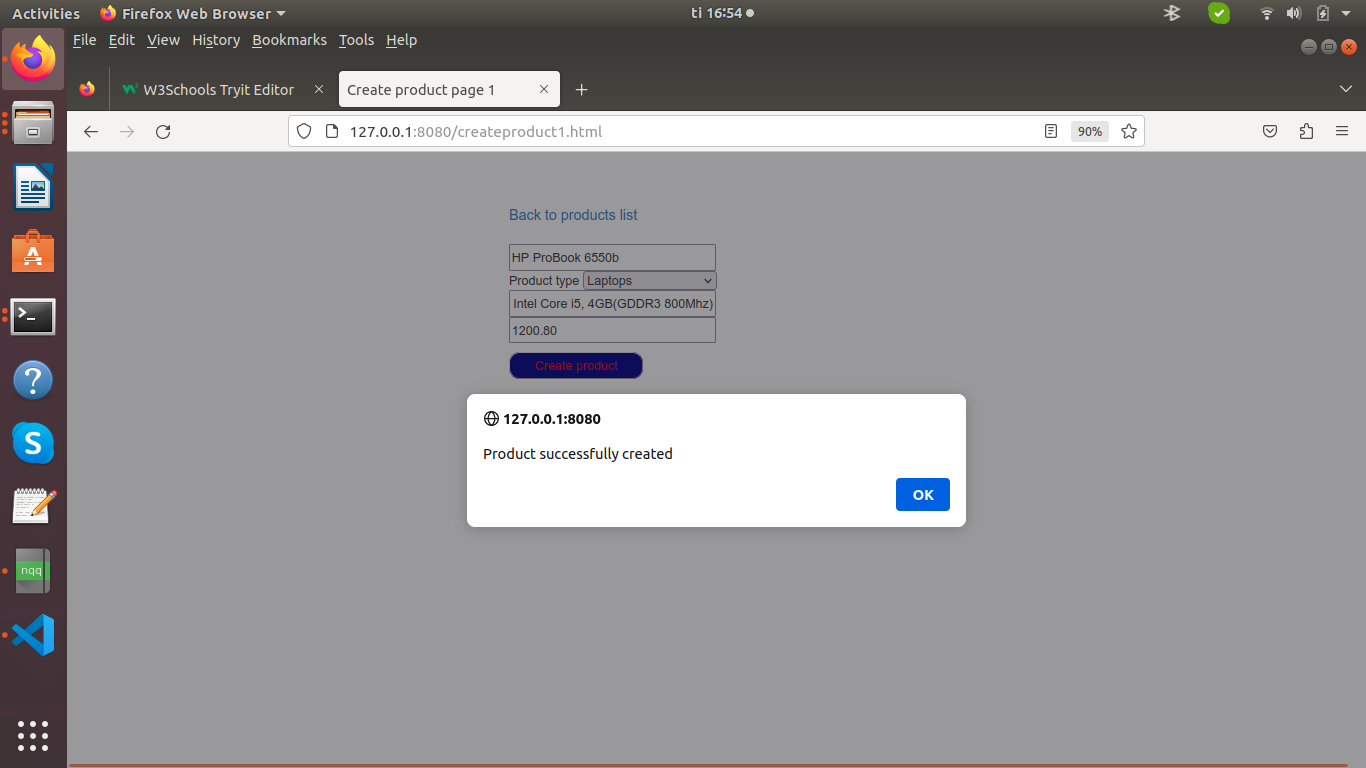 Activities Firefox Web Browser ti 16:54
File Edit View History Bookmarks Tools Help
W3Schools Tryit Editor Create product page 1
127.0.0.1:8080/createproduct1.html 90%
Back to products list
HP ProBook 6550b
Product type Laptops
Intel Core i5, 4GB(GDDR3 800Mhz)
1200.80
Create product
127.0.0.1:8080
Product successfully created
OK
nqq